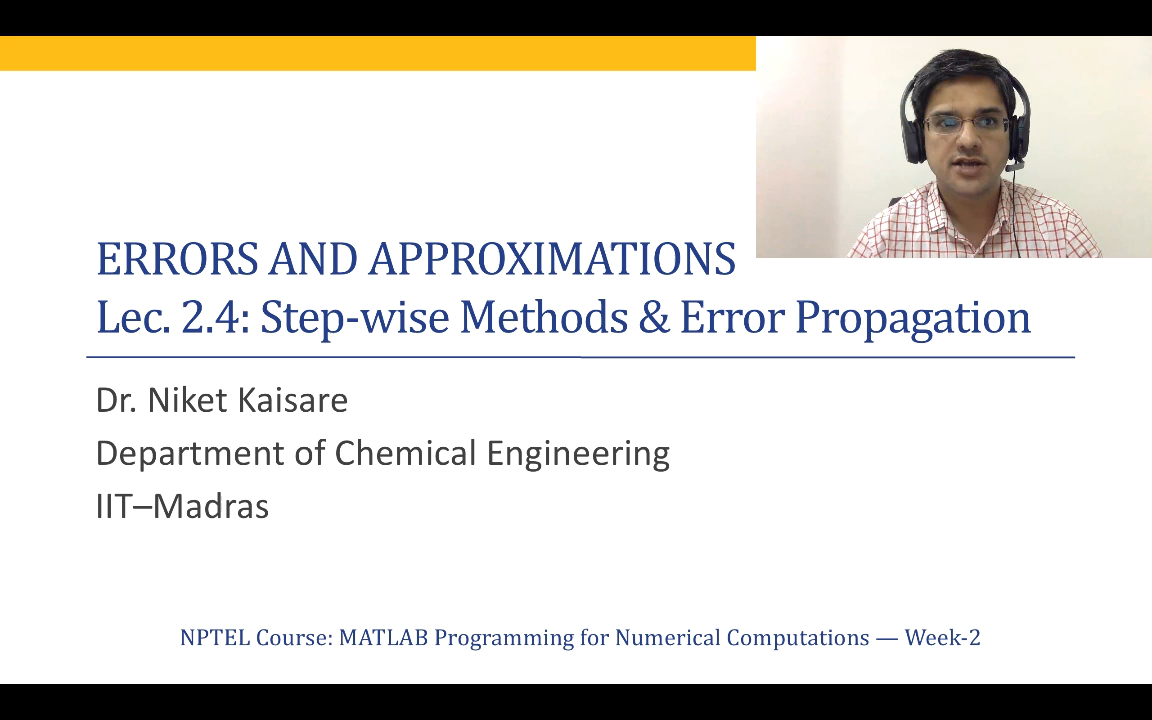 ERRORS AND APPROXIMATIONS
Lec. 2.4: Step-wise Methods & Error Propagation
Dr. Niket Kaisare
Department of Chemical Engineering
IIT–Madras
NPTEL Course: MATLAB Programming for Numerical Computations — Week-2